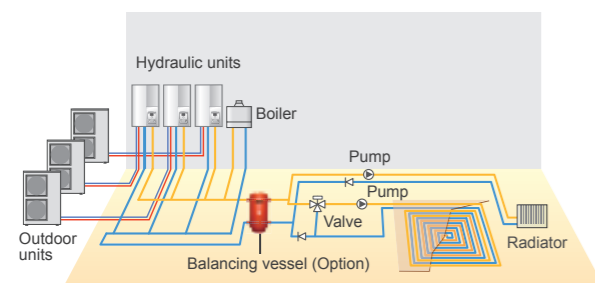 Hydraulic units
Boiler
Pump
Pump
Valve
Outdoor
units
Radiator
Balancing vessel (Option)